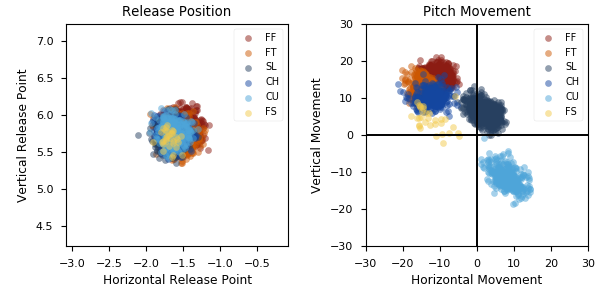 Release Position
Vertical Release Point
7.0
6.5
6.0
5.5
5.0
4.5
−3.0 −2.5 −2.0 −1.5 −1.0 −0.5
Horizontal Release Point
FF
FT
SL
CH
CU
FS
Pitch Movement
Vertical Movement
30
20
10
0
−10
−20
−30
−30 −20 −10 0 10 20 30
Horizontal Movement
FF
FT
SL
CH
CU
FS